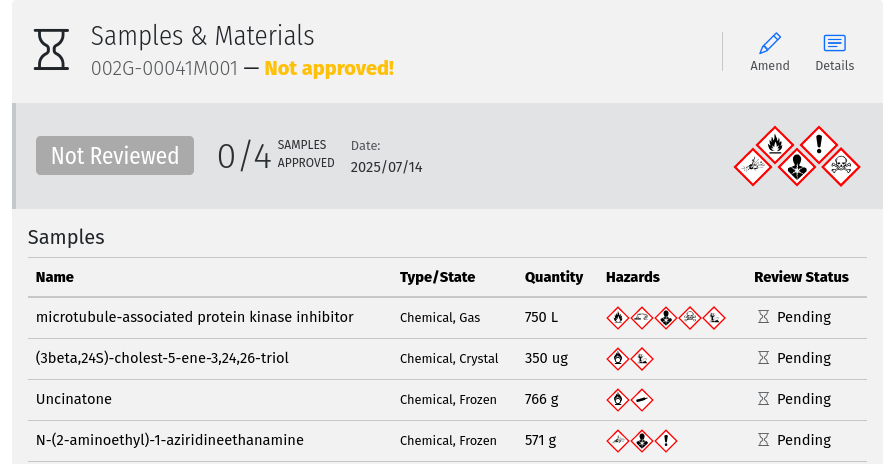 Samples & Materials
002G-00041M001 — Not approved!
Amend
Details
Not Reviewed
0/4 SAMPLES APPROVED
Date:
2025/07/14
Samples
Name Type/State Quantity Hazards Review Status
microtubule-associated protein kinase inhibitor Chemical, Gas 750 L Pending
(3beta,24S)-cholest-5-ene-3,24,26-triol Chemical, Crystal 350 ug Pending
Uncinatone Chemical, Frozen 766 g Pending
N-(2-aminoethyl)-1-aziridineethanamine Chemical, Frozen 571 g Pending